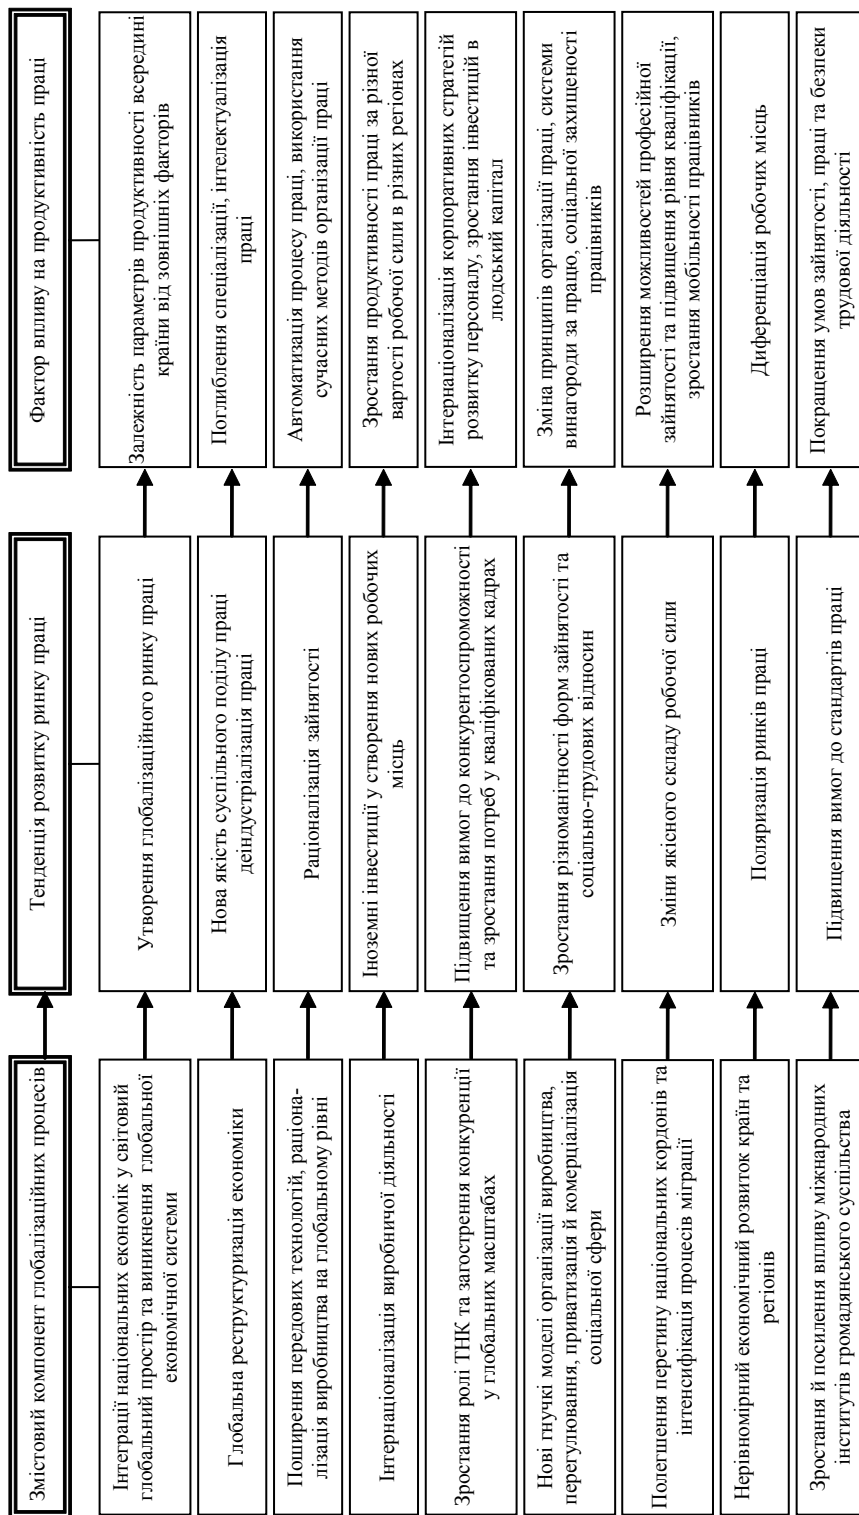 Змістовий компонент глобалізаційних процесів
Тенденція розвитку ринку праці
Фактор впливу на продуктивність праці
Інтеграції національних економік у світовий
глобальний простір та виникнення глобальної
економічної системи
Утворення глобалізаційного ринку праці
Залежність параметрів продуктивності всередині
країни від зовнішніх факторів
Глобальна реструктуризація економіки
Нова якість суспільного поділу праці
деіндустріалізація праці
Поглиблення спеціалізації, інтелектуалізація
праці
Поширення передових технологій, раціона-
лізація виробництва на глобальному рівні
Раціоналізація зайнятості
Автоматизація процесу праці, використання
сучасних методів організації праці
Інтернаціоналізація виробничої діяльності
Іноземні інвестиції у створення нових робочих
місць
Зростання продуктивності праці за різної
вартості робочої сили в різних регіонах
Зростання ролі ТНК та загострення конкуренції
у глобальних масштабах
Підвищення вимог до конкурентоспроможності
та зростання потреб у кваліфікованих кадрах
Інтернаціоналізація корпоративних стратегій
розвитку персоналу, зростання інвестицій в
людський капітал
Нові гнучкі моделі організації виробництва,
перегулювання, приватизація й комерціалізація
соціальної сфери
Зростання різноманітності форм зайнятості та
соціально-трудових відносин
Зміна принципів організації праці, системи
винагороди за працю, соціальної захищеності
працівників
Полегшення перетину національних кордонів та
інтенсифікація процесів міграції
Зміни якісного складу робочої сили
Розширення можливостей професійної
зайнятості та підвищення рівня кваліфікації,
зростання мобільності працівників
Нерівномірний економічний розвиток країн та
регіонів
Поляризація ринків праці
Диференціація робочих місць
Зростання й посилення впливу міжнародних
інститутів громадянського суспільства
Підвищення вимог до стандартів праці
Покращення умов зайнятості, праці та безпеки
трудової діяльності